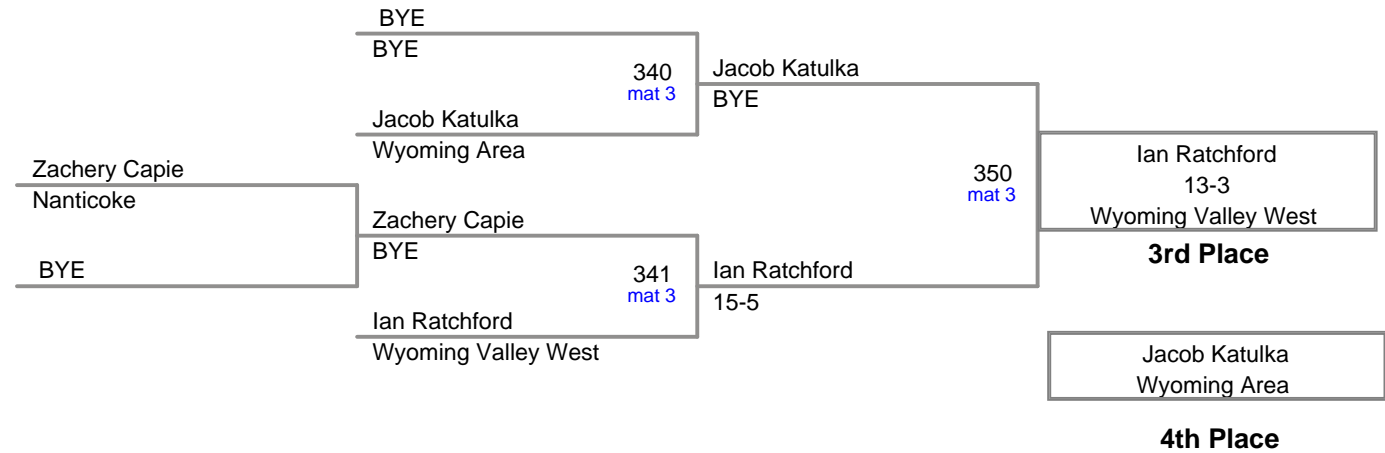 BYE
BYE
340
mat 3
Jacob Katulka
BYE
Jacob Katulka
Wyoming Area
Zachery Capie
Nanticoke
BYE
Zachery Capie
BYE
341
mat 3
Ian Ratchford
15-5
Ian Ratchford
Wyoming Valley West
350
mat 3
Ian Ratchford
13-3
Wyoming Valley West
3rd Place
Jacob Katulka
Wyoming Area
4th Place